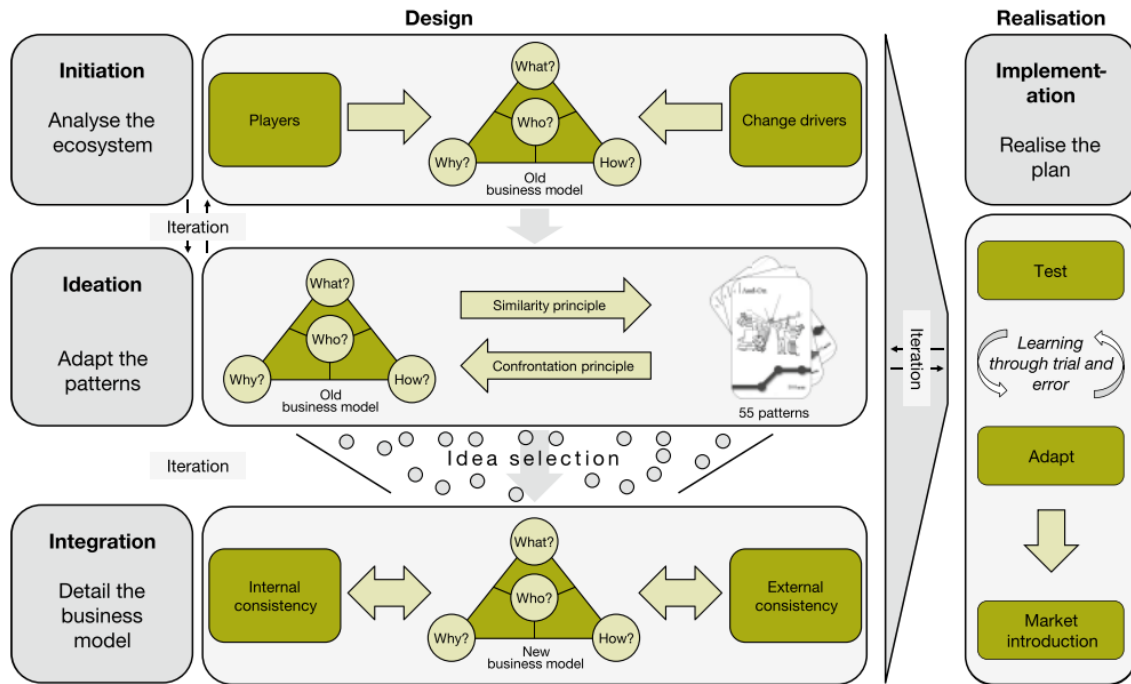 Design
Realisation
Initiation
Analyse the
ecosystem
Players
What?
Who?
Why?
How?
Old
business model
Change drivers
Implement-
ation
Realise the
plan
Iteration
Ideation
Adapt the
patterns
What?
Who?
Why?
How?
Old
business model
Similarity principle
Confrontation principle
Add-On
55 patterns
Iteration
Idea selection
Iteration
Test
Learning
through trial and
error
Adapt
Market
introduction
Integration
Detail the
business
model
Internal
consistency
What?
Who?
Why?
How?
New
business model
External
consistency